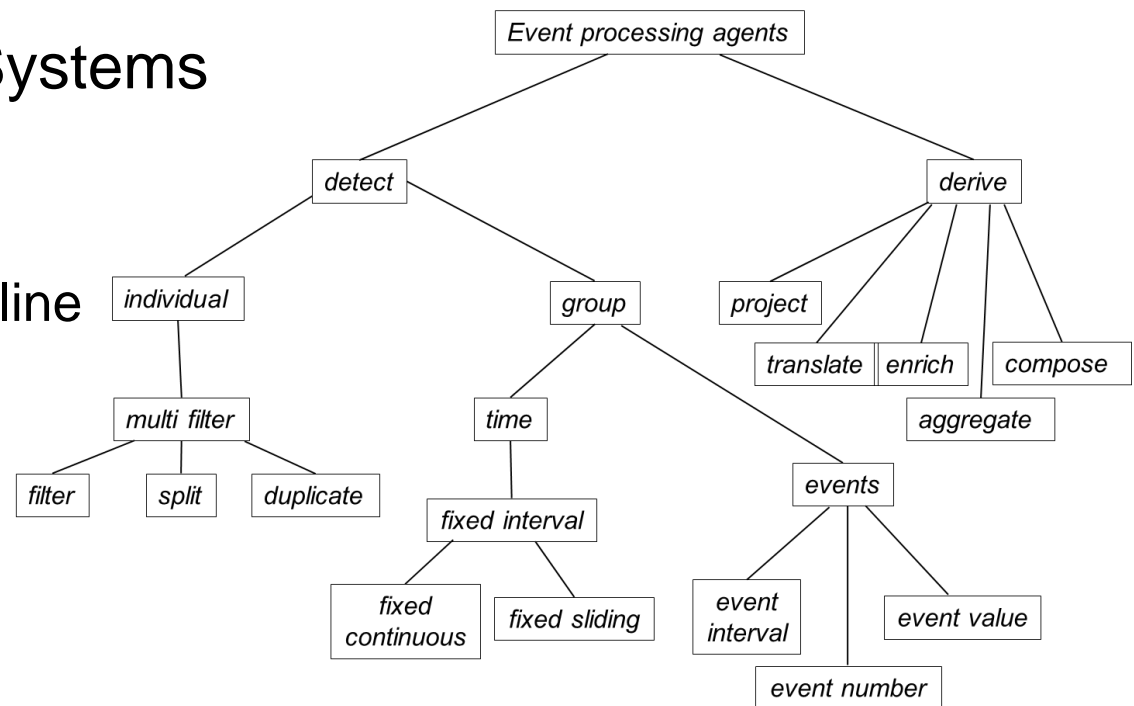 Event processing agents
Systems
detect
derive
line
individual
group
project
translate
enrich
compose
multi filter
time
aggregate
filter
split
duplicate
events
fixed interval
fixed
continuous
fixed sliding
event
interval
event value
event number